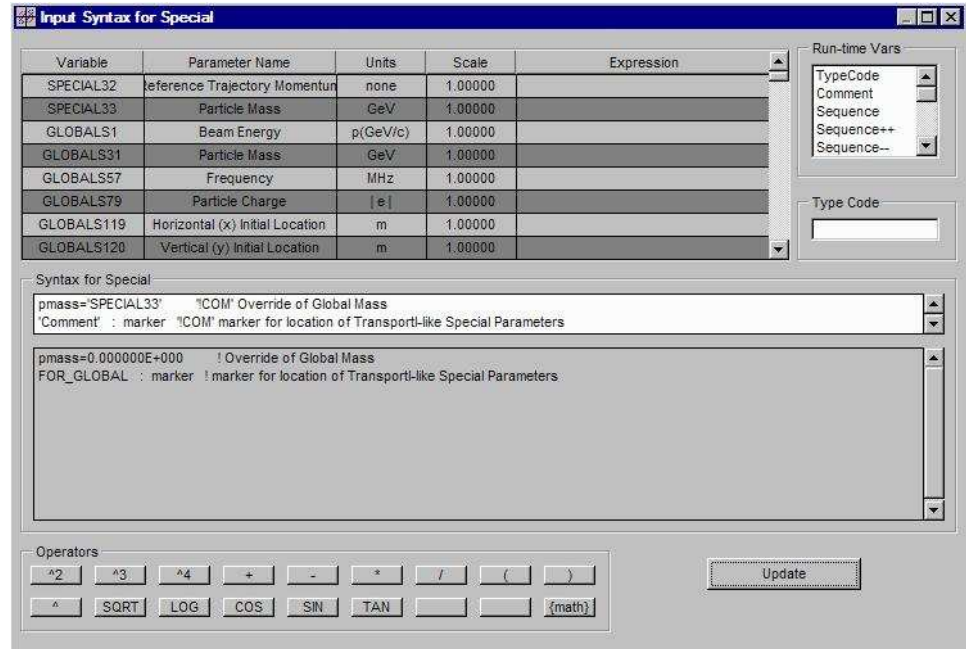 Input Syntax for Special
Variable Parameter Name Units Scale Expression
SPECIAL32 Reference Trajectory Momentum none 1.00000
SPECIAL33 Particle Mass GeV 1.00000
GLOBALS1 Beam Energy p(GeV/c) 1.00000
GLOBALS31 Particle Mass GeV 1.00000
GLOBALS57 Frequency MHz 1.00000
GLOBALS79 Particle Charge |e| 1.00000
GLOBALS119 Horizontal (x) Initial Location m 1.00000
GLOBALS120 Vertical (y) Initial Location m 1.00000
Run-time Vars
TypeCode
Comment
Sequence
Sequence++
Sequence--
Type Code
Syntax for Special
pmass='SPECIAL33' '!COM' Override of Global Mass
'Comment' : marker '!COM' marker for location of Transportl-like Special Parameters
pmass=0.000000E+000 ! Override of Global Mass
FOR_GLOBAL : marker ! marker for location of Transportl-like Special Parameters
Operators
^2 ^3 ^4 + - * / ( )
^ SQRT LOG COS SIN TAN {math}
Update